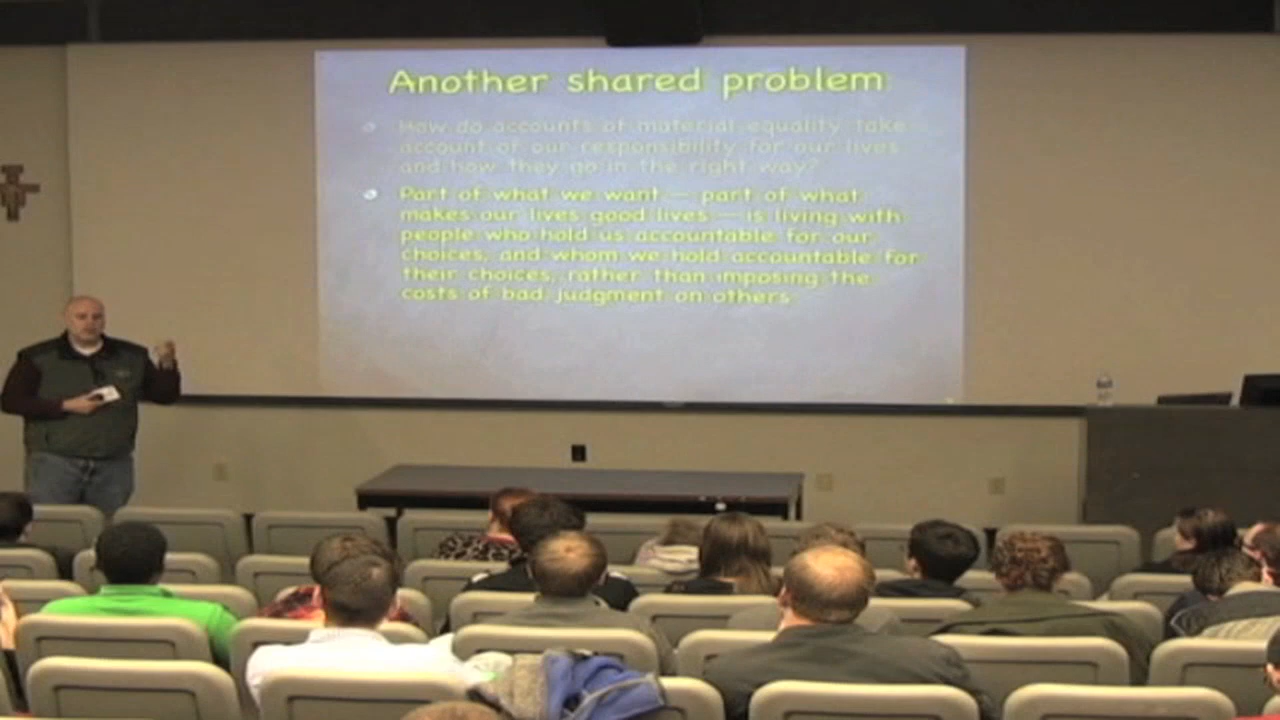 Another shared problem
How do accounts of material equality take
account of our responsibility for our lives
and how they go in the right way?
Part of what we want — part of what
makes our lives good lives — is living with
people who hold us accountable for our
choices, and whom we hold accountable for
their choices, rather than imposing the
costs of bad judgment on others.